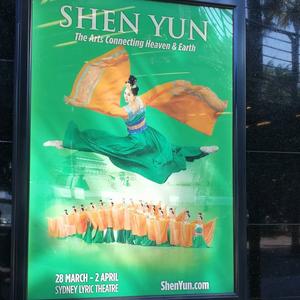 SHEN YUN
The Arts Connecting Heaven & Earth
28 MARCH – 2 APRIL
SYDNEY LYRIC THEATRE
ShenYun.com